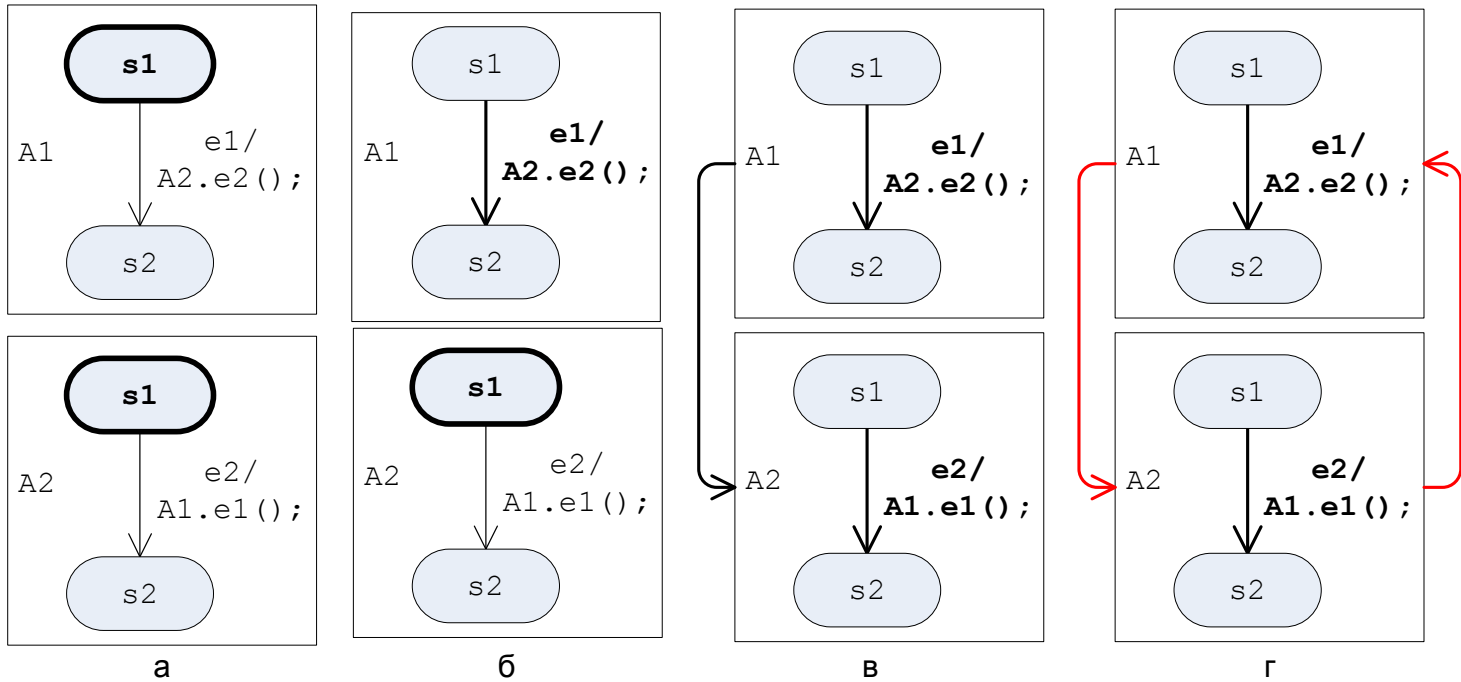 s1
A1
e1/
A2.e2();
s2
s1
A2
e2/
A1.e1();
s2
а
s1
A1
e1/
A2.e2();
s2
s1
A2
e2/
A1.e1();
s2
б
s1
A1
e1/
A2.e2();
s2
s1
A2
e2/
A1.e1();
s2
в
s1
A1
e1/
A2.e2();
s2
s1
A2
e2/
A1.e1();
s2
г